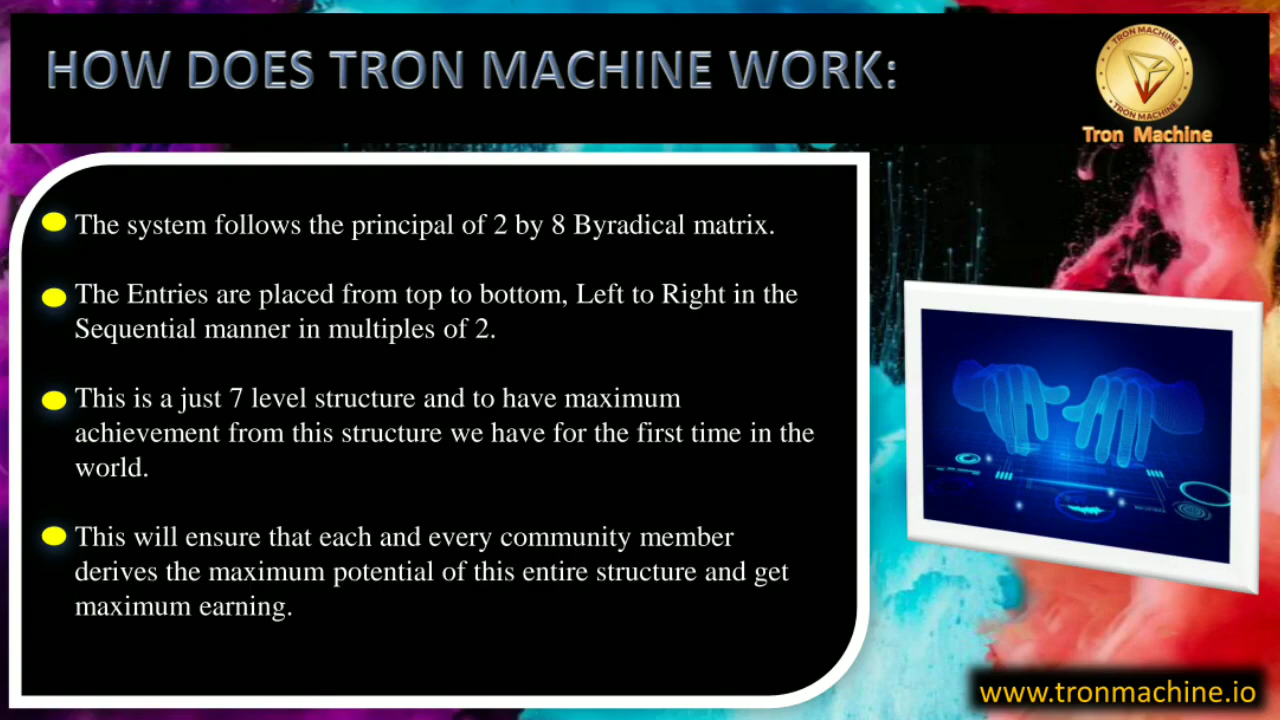 HOW DOES TRON MACHINE WORK:
TRON MACHINE
TRON MACHINE
Tron Machine
The system follows the principal of 2 by 8 Byradical matrix.
The Entries are placed from top to bottom, Left to Right in the
Sequential manner in multiples of 2.
This is a just 7 level structure and to have maximum
achievement from this structure we have for the first time in the
world.
This will ensure that each and every community member
derives the maximum potential of this entire structure and get
maximum earning.
www.tronmachine.io